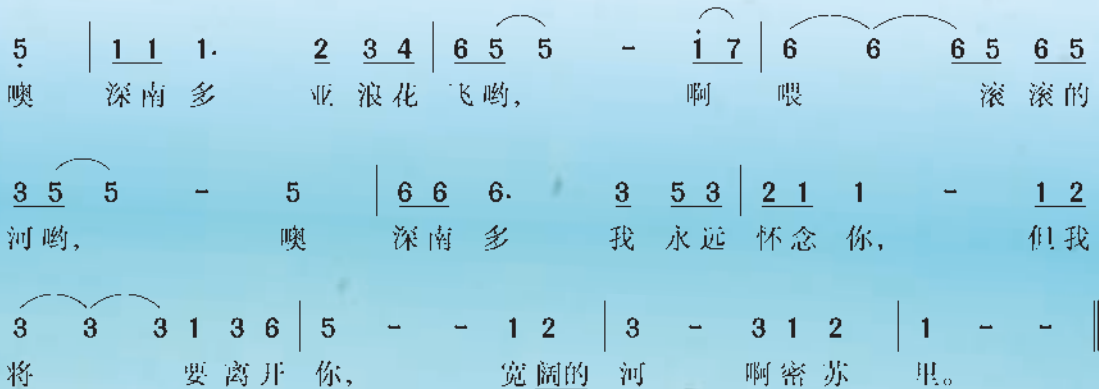 5 | 1 1 1. 2 3 4 | 6 5 5 - i 7 | 6 6 6 5 6 5
噢 深南多 亚浪花飞哟, 啊 喂 滚滚的
3 5 5 - 5 | 6 6 6. 3 5 3 | 2 1 1 - 1 2
河哟, 噢 深南多 我永远怀念你, 但我
3 3 3 1 3 6 | 5 - - 1 2 | 3 - 3 1 2 | 1 - - ‖
将 要离开你, 宽阔的河 啊密苏 里。